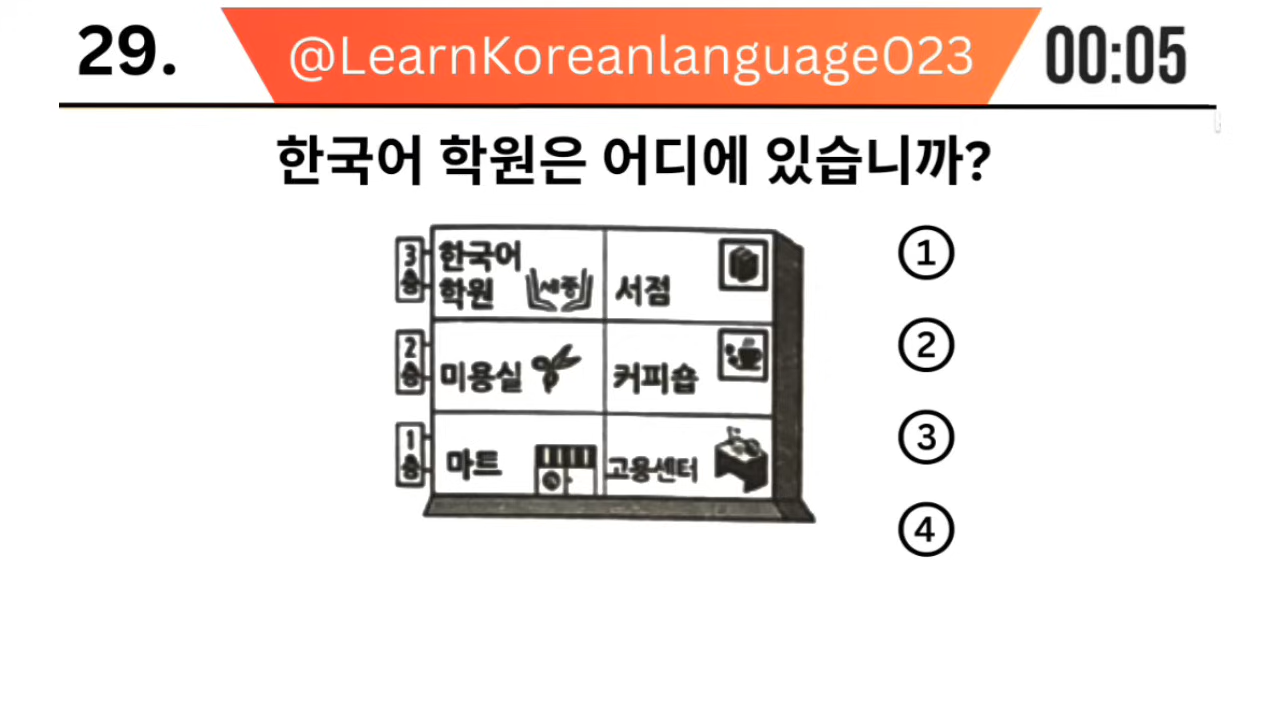 29.
@LearnKoreanlanguage023
00:05
한국어 학원은 어디에 있습니까?
3층
한국어
학원
세종
서점
2층
미용실
커피숍
1층
마트
고용센터
①
②
③
④